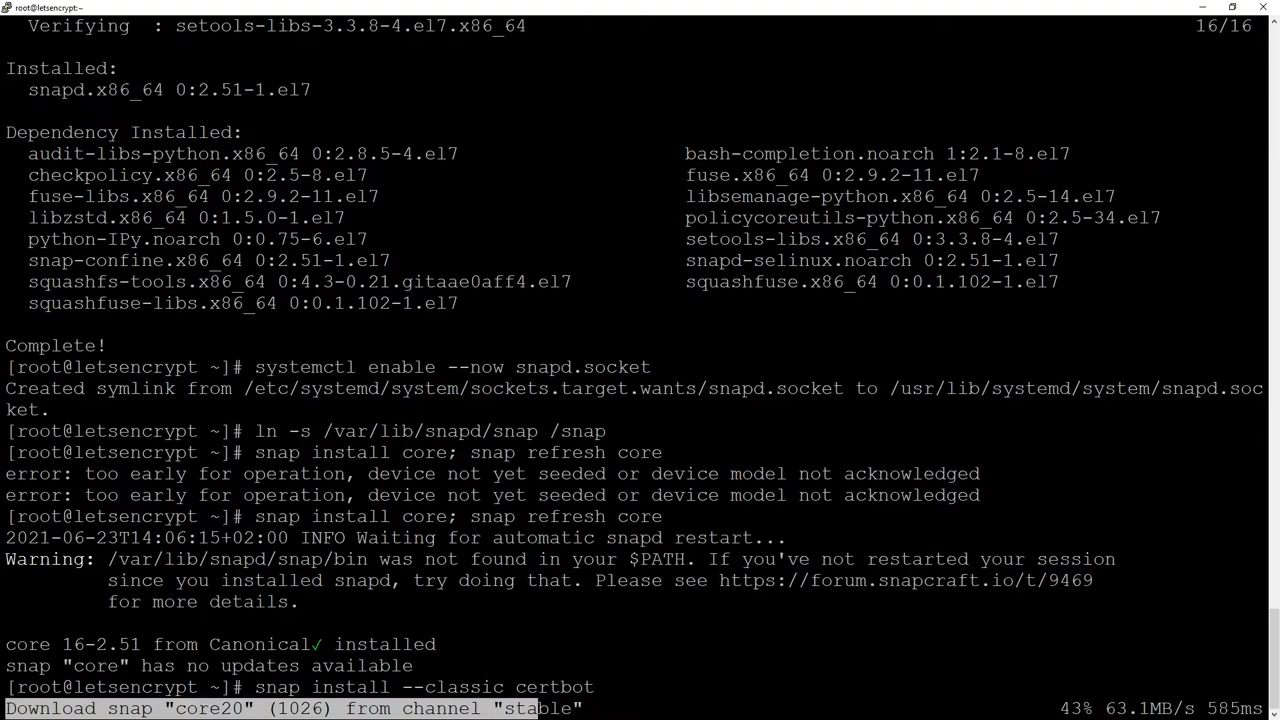 root@letsencrypt:~
Verifying  : setools-libs-3.3.8-4.el7.x86_64 16/16
Installed:
snapd.x86_64 0:2.51-1.el7
Dependency Installed:
audit-libs-python.x86_64 0:2.8.5-4.el7 bash-completion.noarch 1:2.1-8.el7
checkpolicy.x86_64 0:2.5-8.el7 fuse.x86_64 0:2.9.2-11.el7
fuse-libs.x86_64 0:2.9.2-11.el7 libsemanage-python.x86_64 0:2.5-14.el7
libzstd.x86_64 0:1.5.0-1.el7 policycoreutils-python.x86_64 0:2.5-34.el7
python-IPy.noarch 0:0.75-6.el7 setools-libs.x86_64 0:3.3.8-4.el7
snap-confine.x86_64 0:2.51-1.el7 snapd-selinux.noarch 0:2.51-1.el7
squashfs-tools.x86_64 0:4.3-0.21.gitaae0aff4.el7 squashfuse.x86_64 0:0.1.102-1.el7
squashfuse-libs.x86_64 0:0.1.102-1.el7
Complete!
[root@letsencrypt ~]# systemctl enable --now snapd.socket
Created symlink from /etc/systemd/system/sockets.target.wants/snapd.socket to /usr/lib/systemd/system/snapd.soc
ket.
[root@letsencrypt ~]# ln -s /var/lib/snapd/snap /snap
[root@letsencrypt ~]# snap install core; snap refresh core
error: too early for operation, device not yet seeded or device model not acknowledged
error: too early for operation, device not yet seeded or device model not acknowledged
[root@letsencrypt ~]# snap install core; snap refresh core
2021-06-23T14:06:15+02:00 INFO Waiting for automatic snapd restart...
Warning: /var/lib/snapd/snap/bin was not found in your $PATH. If you've not restarted your session
since you installed snapd, try doing that. Please see https://forum.snapcraft.io/t/9469
for more details.
core 16-2.51 from Canonical✓ installed
snap "core" has no updates available
[root@letsencrypt ~]# snap install --classic certbot
Download snap "core20" (1026) from channel "stable" 43% 63.1MB/s 585ms